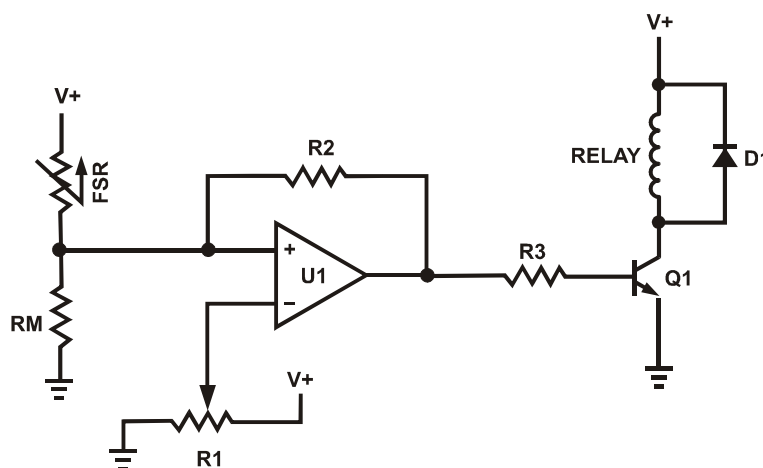 V+
V+
R2
RELAY
D1
FSR
+
U1
R3
Q1
−
RM
V+
R1